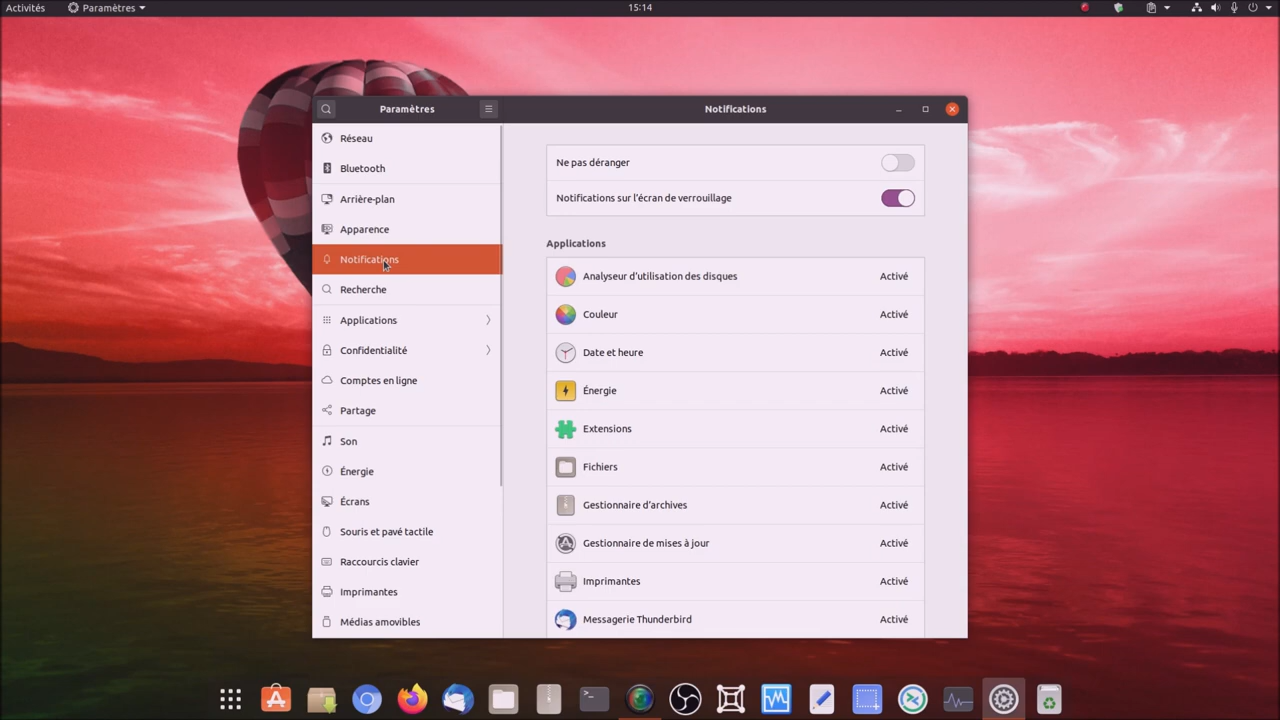 Activités
Paramètres
15:14
Paramètres
Notifications
Réseau
Bluetooth
Arrière-plan
Apparence
Notifications
Recherche
Applications
Confidentialité
Comptes en ligne
Partage
Son
Énergie
Écrans
Souris et pavé tactile
Raccourcis clavier
Imprimantes
Médias amovibles
Ne pas déranger
Notifications sur l'écran de verrouillage
Applications
Analyseur d'utilisation des disques Activé
Couleur Activé
Date et heure Activé
Énergie Activé
Extensions Activé
Fichiers Activé
Gestionnaire d'archives Activé
Gestionnaire de mises à jour Activé
Imprimantes Activé
Messagerie Thunderbird Activé